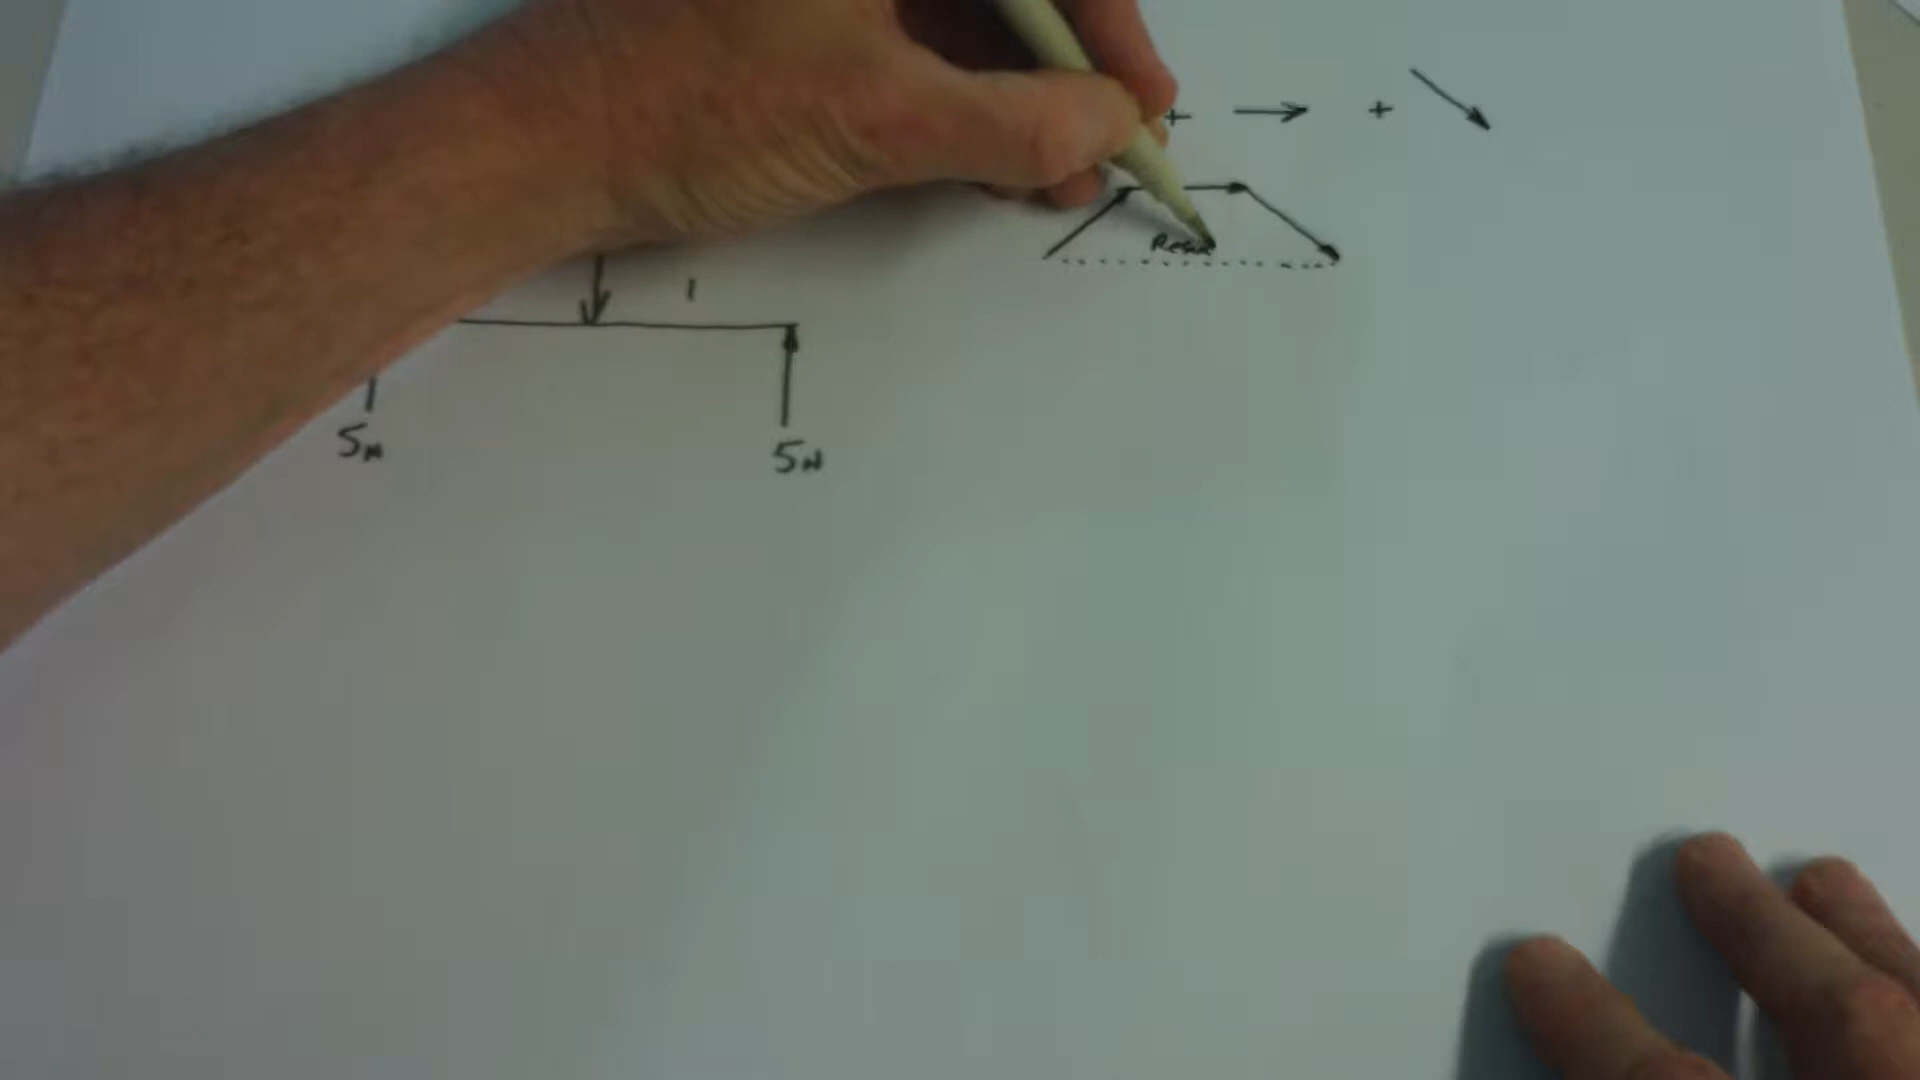 + → +
1
5N 5N